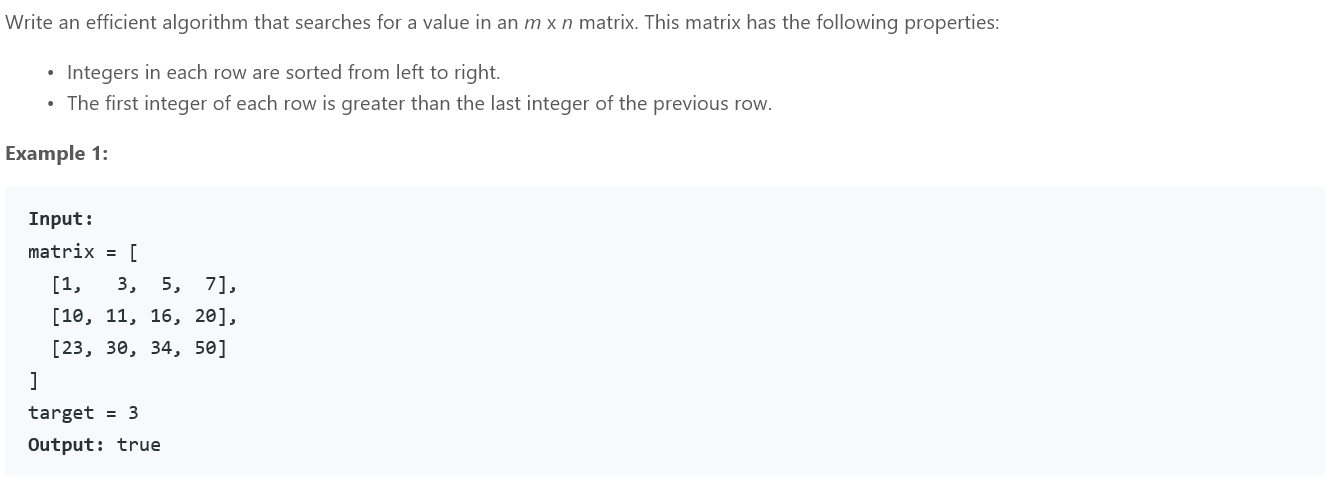 Write an efficient algorithm that searches for a value in an m x n matrix. This matrix has the following properties:
• Integers in each row are sorted from left to right.
• The first integer of each row is greater than the last integer of the previous row.
Example 1:
Input:
matrix = [
  [1,   3,  5,  7],
  [10, 11, 16, 20],
  [23, 30, 34, 50]
]
target = 3
Output: true